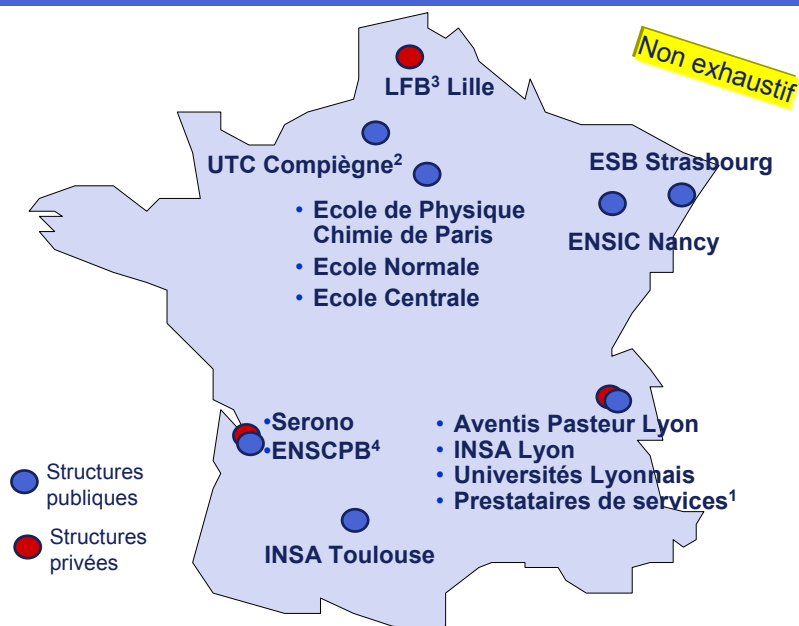 Non exhaustif
LFB³ Lille
UTC Compiègne²
ESB Strasbourg
• Ecole de Physique
Chimie de Paris
• Ecole Normale
• Ecole Centrale
ENSIC Nancy
•Serono
•ENSCPB⁴
• Aventis Pasteur Lyon
• INSA Lyon
• Universités Lyonnais
• Prestataires de services¹
INSA Toulouse
Structures
publiques
Structures
privées